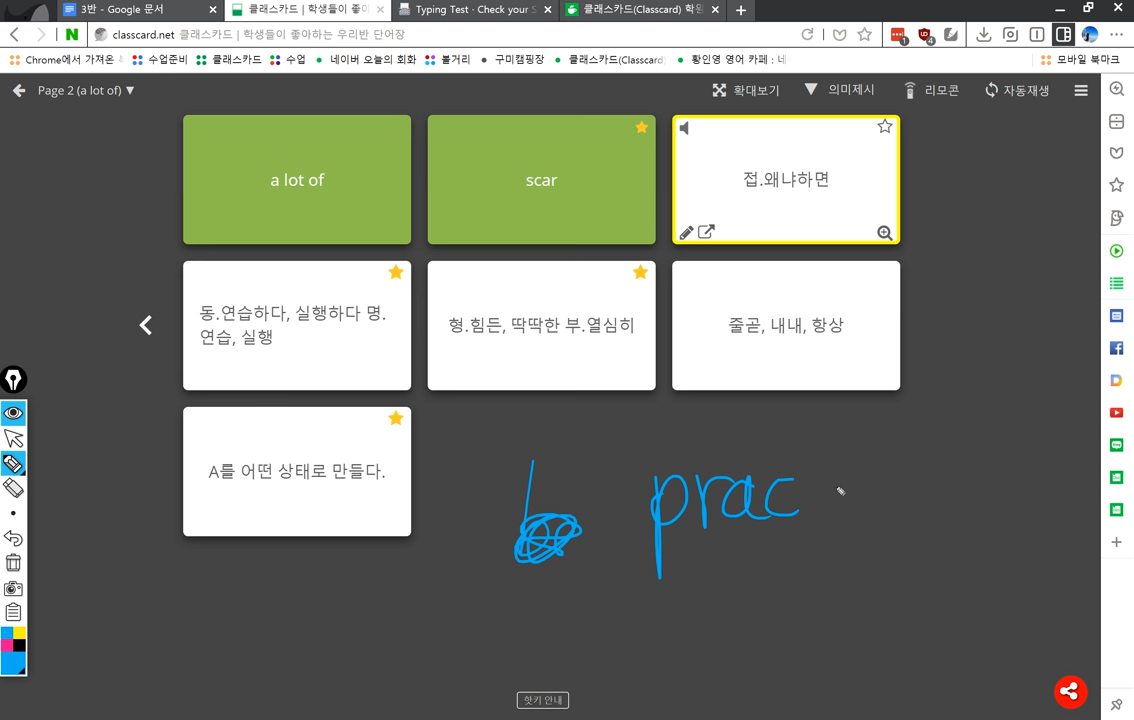 3반 - Google 문서
클래스카드 | 학생들이 좋아
Typing Test · Check your S
클래스카드(Classcard) 학원
N classcard.net 클래스카드 | 학생들이 좋아하는 우리반 단어장
1
4
Chrome에서 가져온
수업준비
클래스카드
수업
네이버 오늘의 회화
볼거리
구미캠핑장
클래스카드(Classcard)
황인영 영어 카페 : 네
모바일 북마크
Page 2 (a lot of) ▼
확대보기
의미제시
리모콘
자동재생
a lot of
scar
접.왜냐하면
동.연습하다, 실행하다 명.
연습, 실행
형.힘든, 딱딱한 부.열심히
줄곧, 내내, 항상
A를 어떤 상태로 만들다.
b
prac
핫키 안내